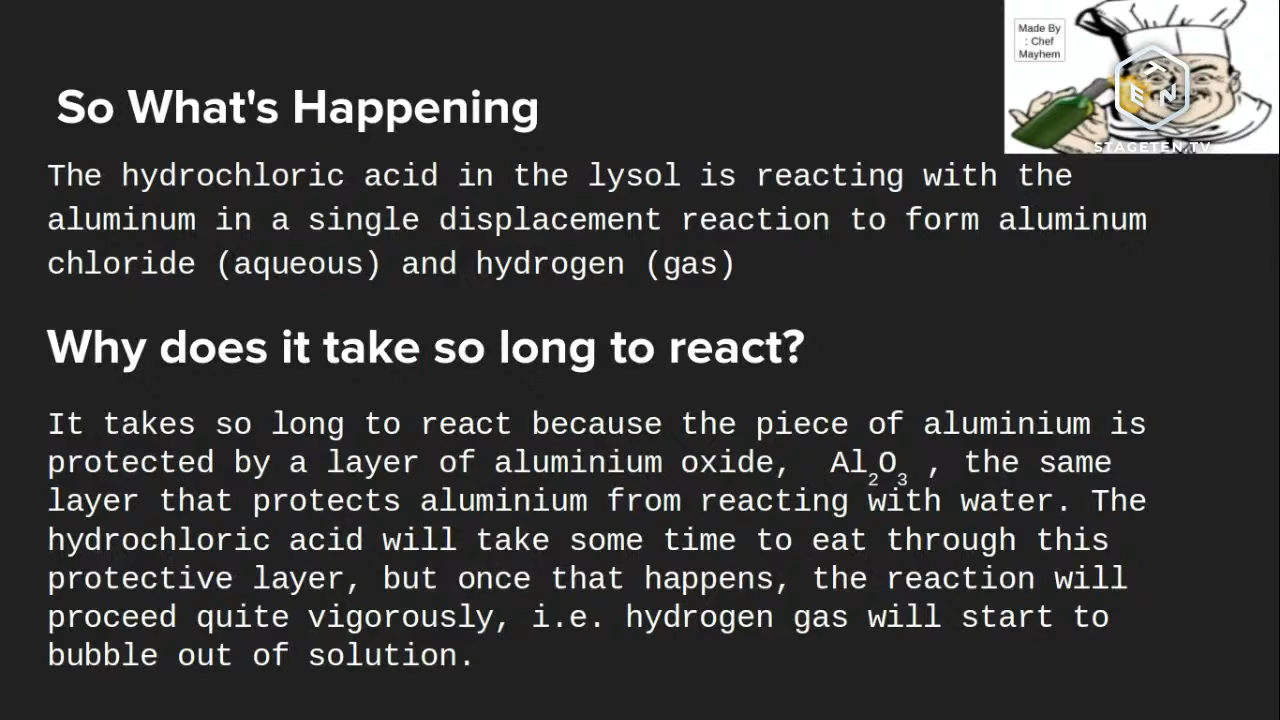 Made By
: Chef
Mayhem
TEN
STAGETEN.TV
So What's Happening
The hydrochloric acid in the lysol is reacting with the
aluminum in a single displacement reaction to form aluminum
chloride (aqueous) and hydrogen (gas)
Why does it take so long to react?
It takes so long to react because the piece of aluminium is
protected by a layer of aluminium oxide, Al₂O₃ , the same
layer that protects aluminium from reacting with water. The
hydrochloric acid will take some time to eat through this
protective layer, but once that happens, the reaction will
proceed quite vigorously, i.e. hydrogen gas will start to
bubble out of solution.